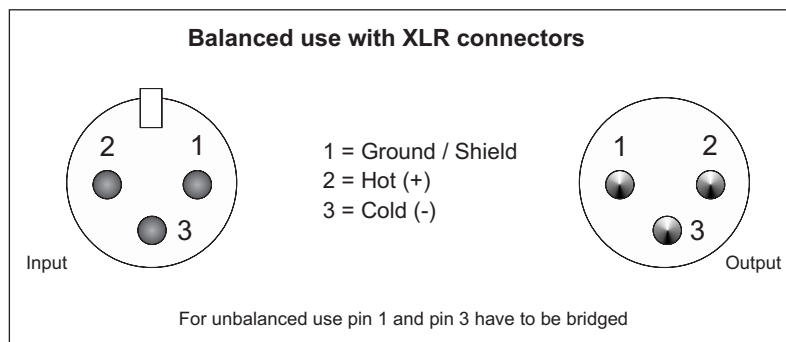 Balanced use with XLR connectors
2
1
3
Input
1 = Ground / Shield
2 = Hot (+)
3 = Cold (-)
1
2
3
Output
For unbalanced use pin 1 and pin 3 have to be bridged